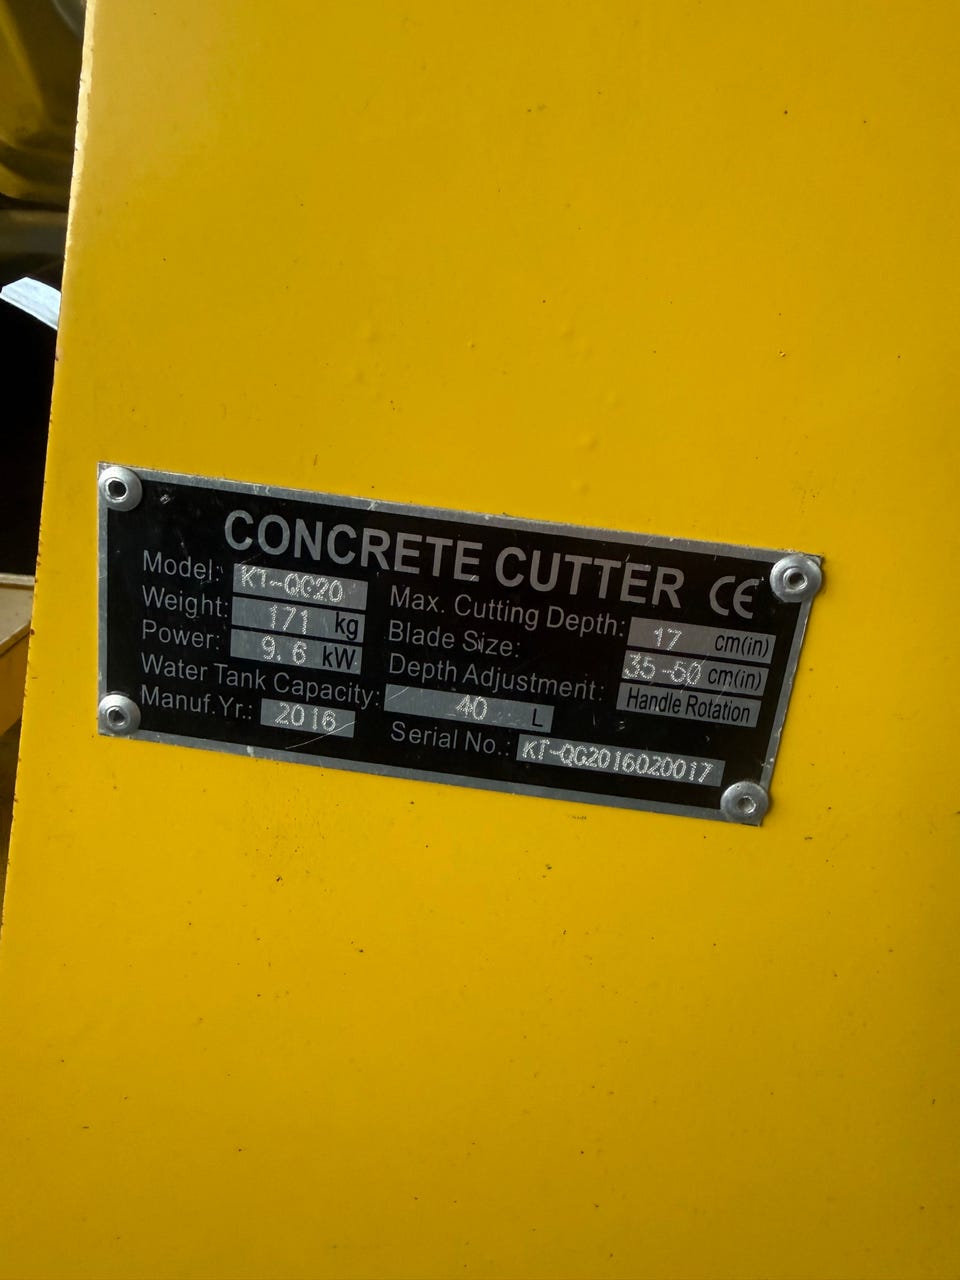 CONCRETE CUTTER CE
Model: KT-QG20
Weight: 171 kg
Power: 9.6 kW
Water Tank Capacity: 40 L
Manuf.Yr.: 2016
Max. Cutting Depth: 17 cm(in)
Blade Size: 35-50 cm(in)
Depth Adjustment: Handle Rotation
Serial No.: KT-QG2016020017